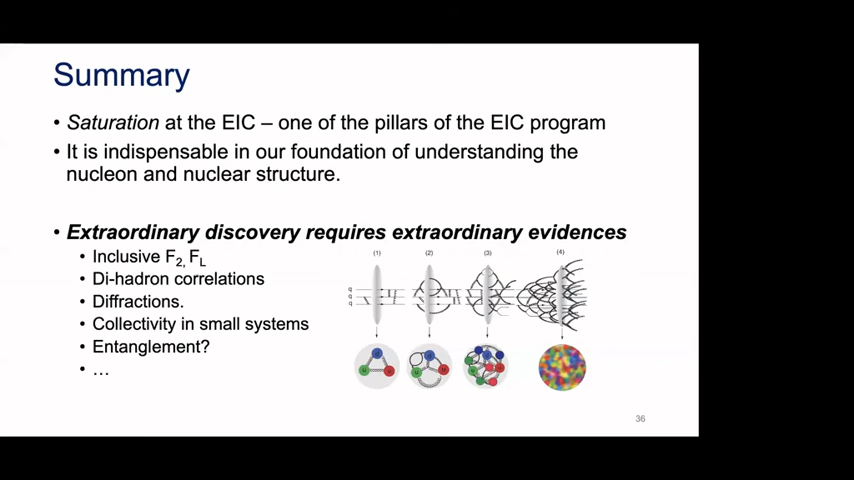 Summary
• Saturation at the EIC – one of the pillars of the EIC program
• It is indispensable in our foundation of understanding the
nucleon and nuclear structure.
• Extraordinary discovery requires extraordinary evidences
• Inclusive F2, FL
• Di-hadron correlations
• Diffractions.
• Collectivity in small systems
• Entanglement?
• …
(1) (2) (3) (4)
q
q
q
36